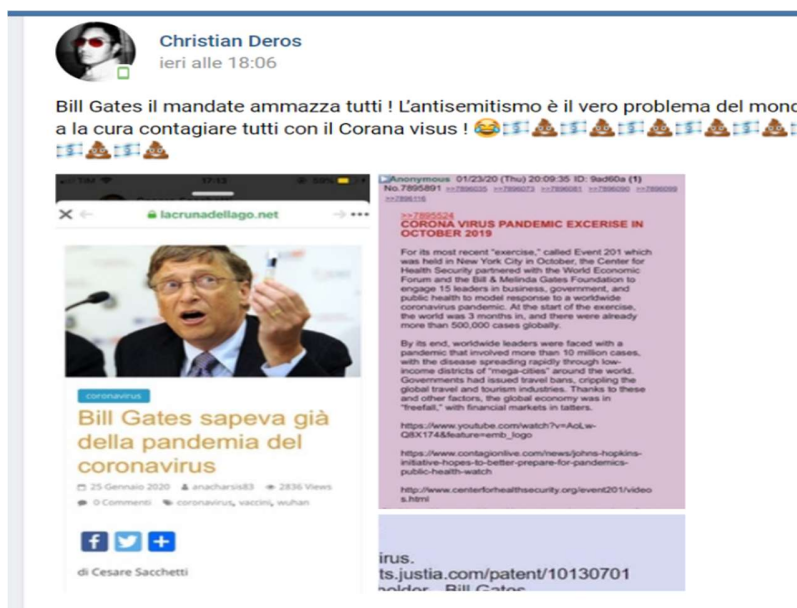 Christian Deros
ieri alle 18:06
Bill Gates il mandate ammazza tutti ! L'antisemitismo è il vero problema del mond
a la cura contagiare tutti con il Corana visus !
17:13
50%
lacrunadellago.net
coronavirus
Bill Gates sapeva già
della pandemia del
coronavirus
25 Gennaio 2020 anacharsis83 2836 Views
0 Commenti coronavirus, vaccini, wuhan
di Cesare Sacchetti
Anonymous 01/23/20 (Thu) 20:09:35 ID: 9ad60a (1)
No.7895891 >>7896035 >>7896073 >>7896081 >>7896090 >>7896099
>>7896116
>>7895524
CORONA VIRUS PANDEMIC EXCERISE IN
OCTOBER 2019
For its most recent "exercise," called Event 201 which
was held in New York City in October, the Center for
Health Security partnered with the World Economic
Forum and the Bill & Melinda Gates Foundation to
engage 15 leaders in business, government, and
public health to model response to a worldwide
coronavirus pandemic. At the start of the exercise,
the world was 3 months in, and there were already
more than 500,000 cases globally.
By its end, worldwide leaders were faced with a
pandemic that involved more than 10 million cases,
with the disease spreading rapidly through low-
income districts of "mega-cities" around the world.
Governments had issued travel bans, crippling the
global travel and tourism industries. Thanks to these
and other factors, the global economy was in
"freefall," with financial markets in tatters.
https://www.youtube.com/watch?v=AoLw-
Q8X174&feature=emb_logo
https://www.contagionlive.com/news/johns-hopkins-
initiative-hopes-to-better-prepare-for-pandemics-
public-health-watch
http://www.centerforhealthsecurity.org/event201/video
s.html
irus.
ts.justia.com/patent/10130701
Bill Gates